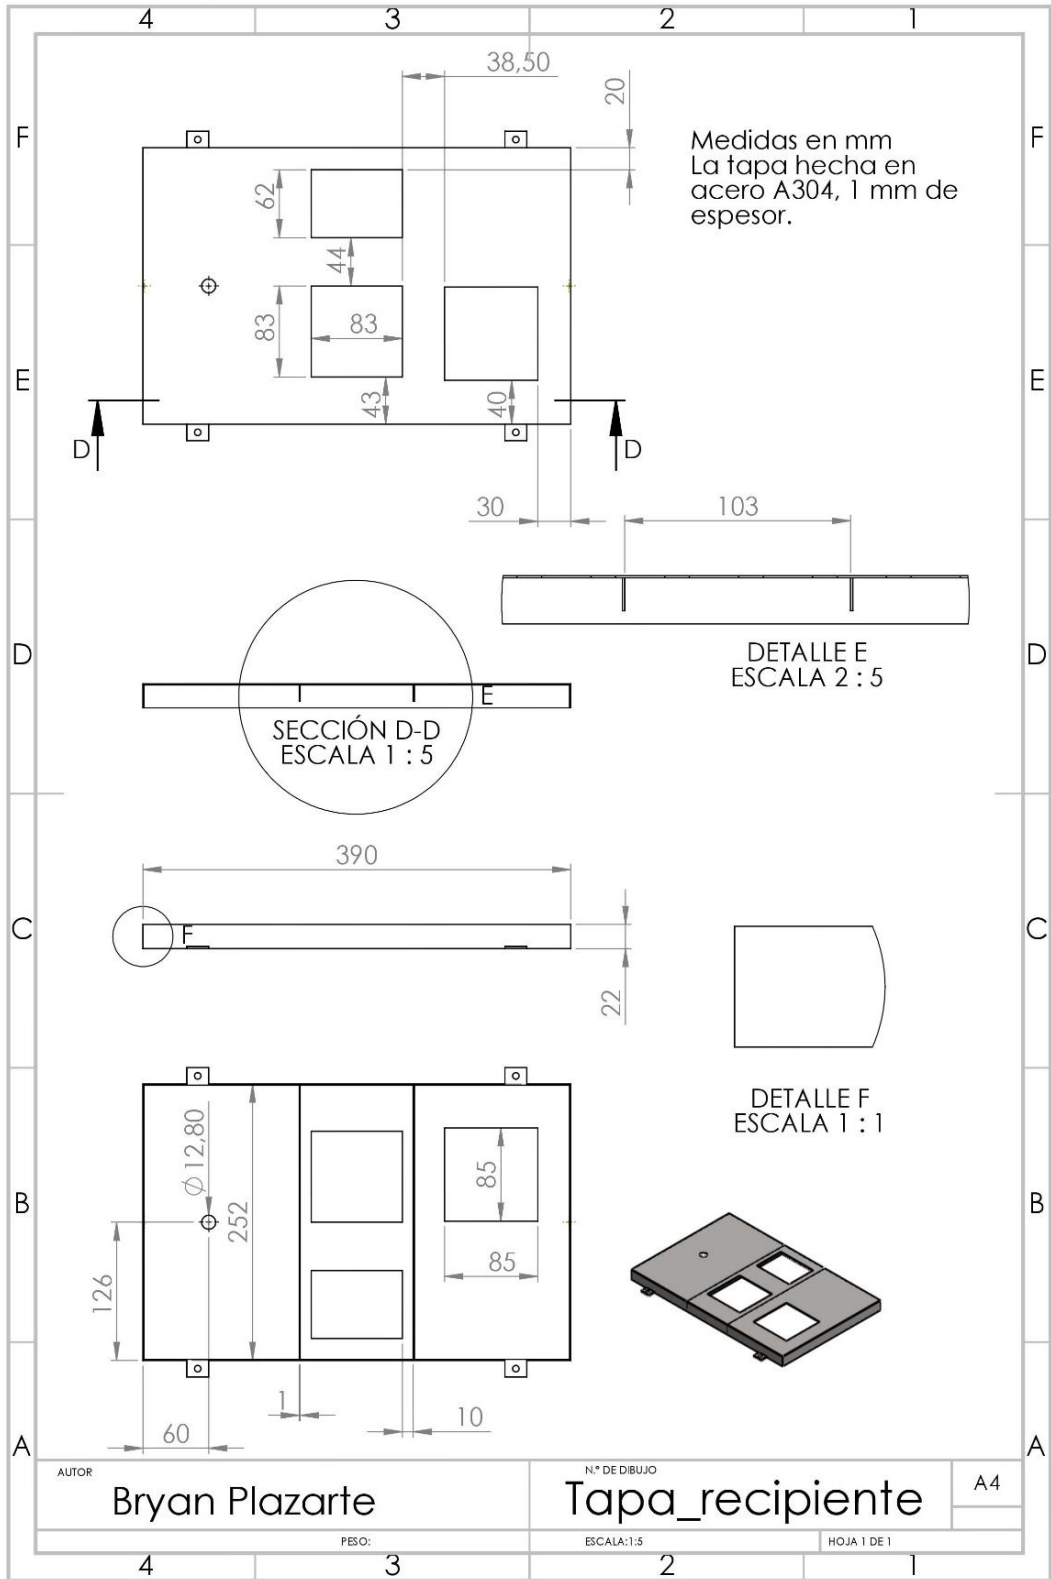 4 3 2 1
38,50
20
F F
Medidas en mm
La tapa hecha en
acero A304, 1 mm de
espesor.
62
44
83
83
E E
43
40
D D
30
103
DETALLE E
ESCALA 2 : 5
D D
E
SECCIÓN D-D
ESCALA 1 : 5
390
C C
F
22
DETALLE F
ESCALA 1 : 1
Ø 12,80
252
85
B B
85
126
1
10
60
A A
AUTOR
Bryan Plazarte
N.º DE DIBUJO
Tapa_recipiente
A4
PESO:
ESCALA:1:5
HOJA 1 DE 1
4 3 2 1